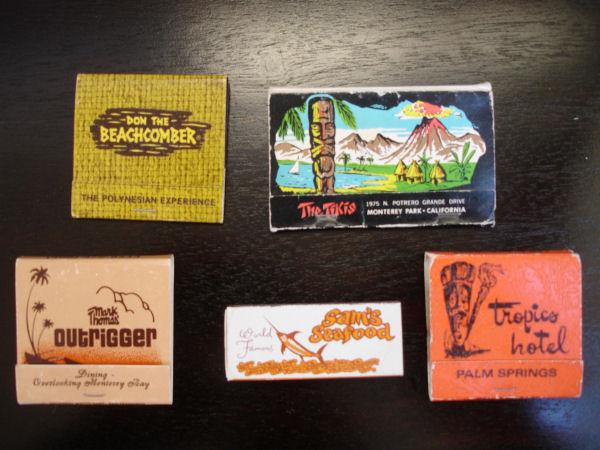 DON THE
BEACHCOMBER
THE POLYNESIAN EXPERIENCE
The Tikis
1975 N. POTRERO GRANDE DRIVE
MONTEREY PARK • CALIFORNIA
Mark
Thomas'
OUTRIGGER
Dining -
Overlooking Monterey Bay
World
Famous
Sam's
Seafood
tropics
hotel
PALM SPRINGS